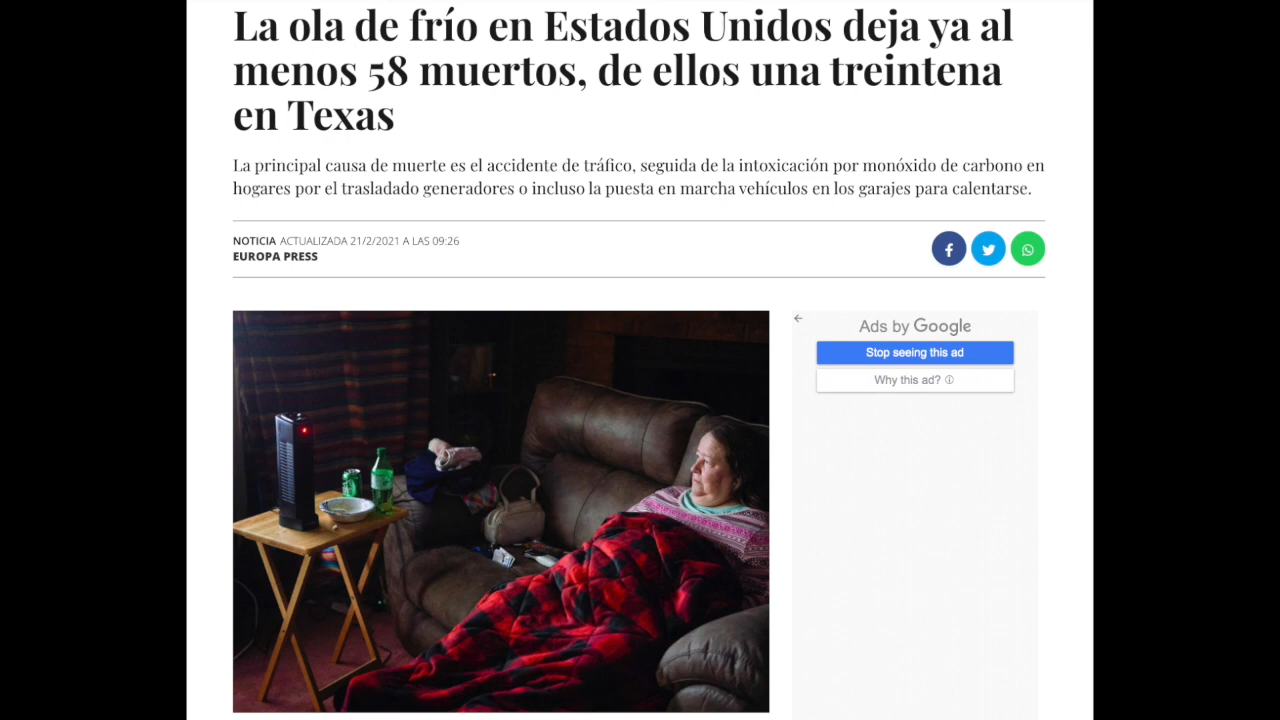 La ola de frío en Estados Unidos deja ya al
menos 58 muertos, de ellos una treintena
en Texas
La principal causa de muerte es el accidente de tráfico, seguida de la intoxicación por monóxido de carbono en
hogares por el trasladado generadores o incluso la puesta en marcha vehículos en los garajes para calentarse.
NOTICIA ACTUALIZADA 21/2/2021 A LAS 09:26
EUROPA PRESS
Ads by Google
Stop seeing this ad
Why this ad?